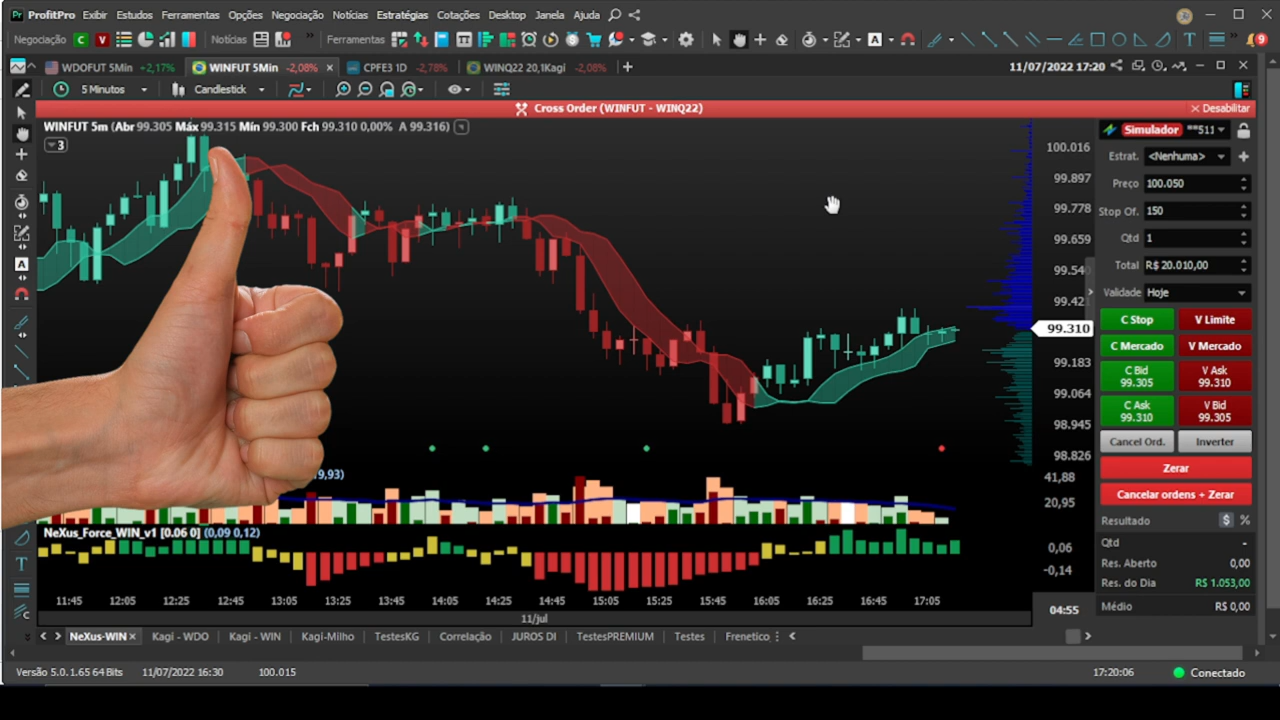 ProfitPro Exibir Estudos Ferramentas Opções Negociação Notícias Estratégias Cotações Desktop Janela Ajuda
Negociação C V Notícias » Ferramentas A T » 9
WDOFUT 5Min +2,17% WINFUT 5Min -2,08% × CPFE3 1D -2,78% WINQ22 20,1Kagi -2,08% + 11/07/2022 17:20
5 Minutos Candlestick
Cross Order (WINFUT - WINQ22) × Desabilitar
WINFUT 5m (Abr 99.305 Máx 99.315 Mín 99.300 Fch 99.310 0,00% A 99.316)
3
100.016
99.897
99.778
99.659
99.540
99.421
99.310
99.183
99.064
98.945
98.826
Simulador **511
Estrat. <Nenhuma>
Preço 100.050
Stop Of. 150
Qtd 1
Total R$ 20.010,00
Validade Hoje
C Stop V Limite
C Mercado V Mercado
C Bid V Ask
99.305 99.310
C Ask V Bid
99.310 99.305
Cancel Ord. Inverter
Zerar
Cancelar ordens + Zerar
Resultado $ %
Qtd -
Res. Aberto 0,00
Res. do Dia R$ 1.053,00
Médio R$ 0,00
9,93)
41,88
20,95
NeXus_Force_WIN_v1 [0.06 0] (0,09 0,12)
0,06
-0,14
11:45 12:05 12:25 12:45 13:05 13:25 13:45 14:05 14:25 14:45 15:05 15:25 15:45 16:05 16:25 16:45 17:05
04:55
11/jul
NeXus-WIN × Kagi - WDO Kagi - WIN Kagi-Milho TestesKG Correlação JUROS DI TestesPREMIUM Testes Frenetico
Versão 5.0.1.65 64 Bits 11/07/2022 16:30 100.015 17:20:06 Conectado